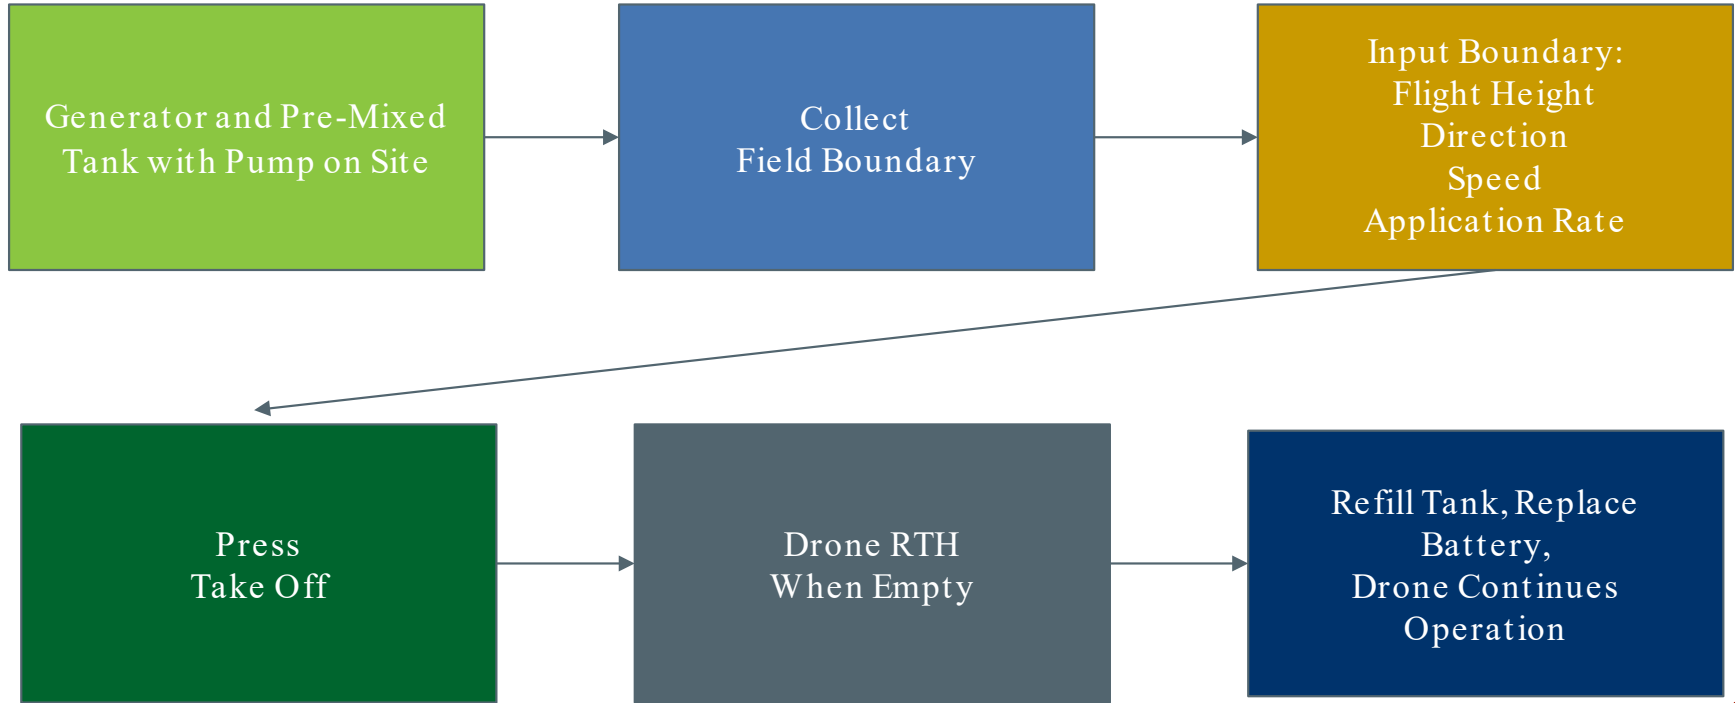 Generator and Pre-Mixed
Tank with Pump on Site
Collect
Field Boundary
Input Boundary:
Flight Height
Direction
Speed
Application Rate
Press
Take Off
Drone RTH
When Empty
Refill Tank, Replace
Battery,
Drone Continues
Operation